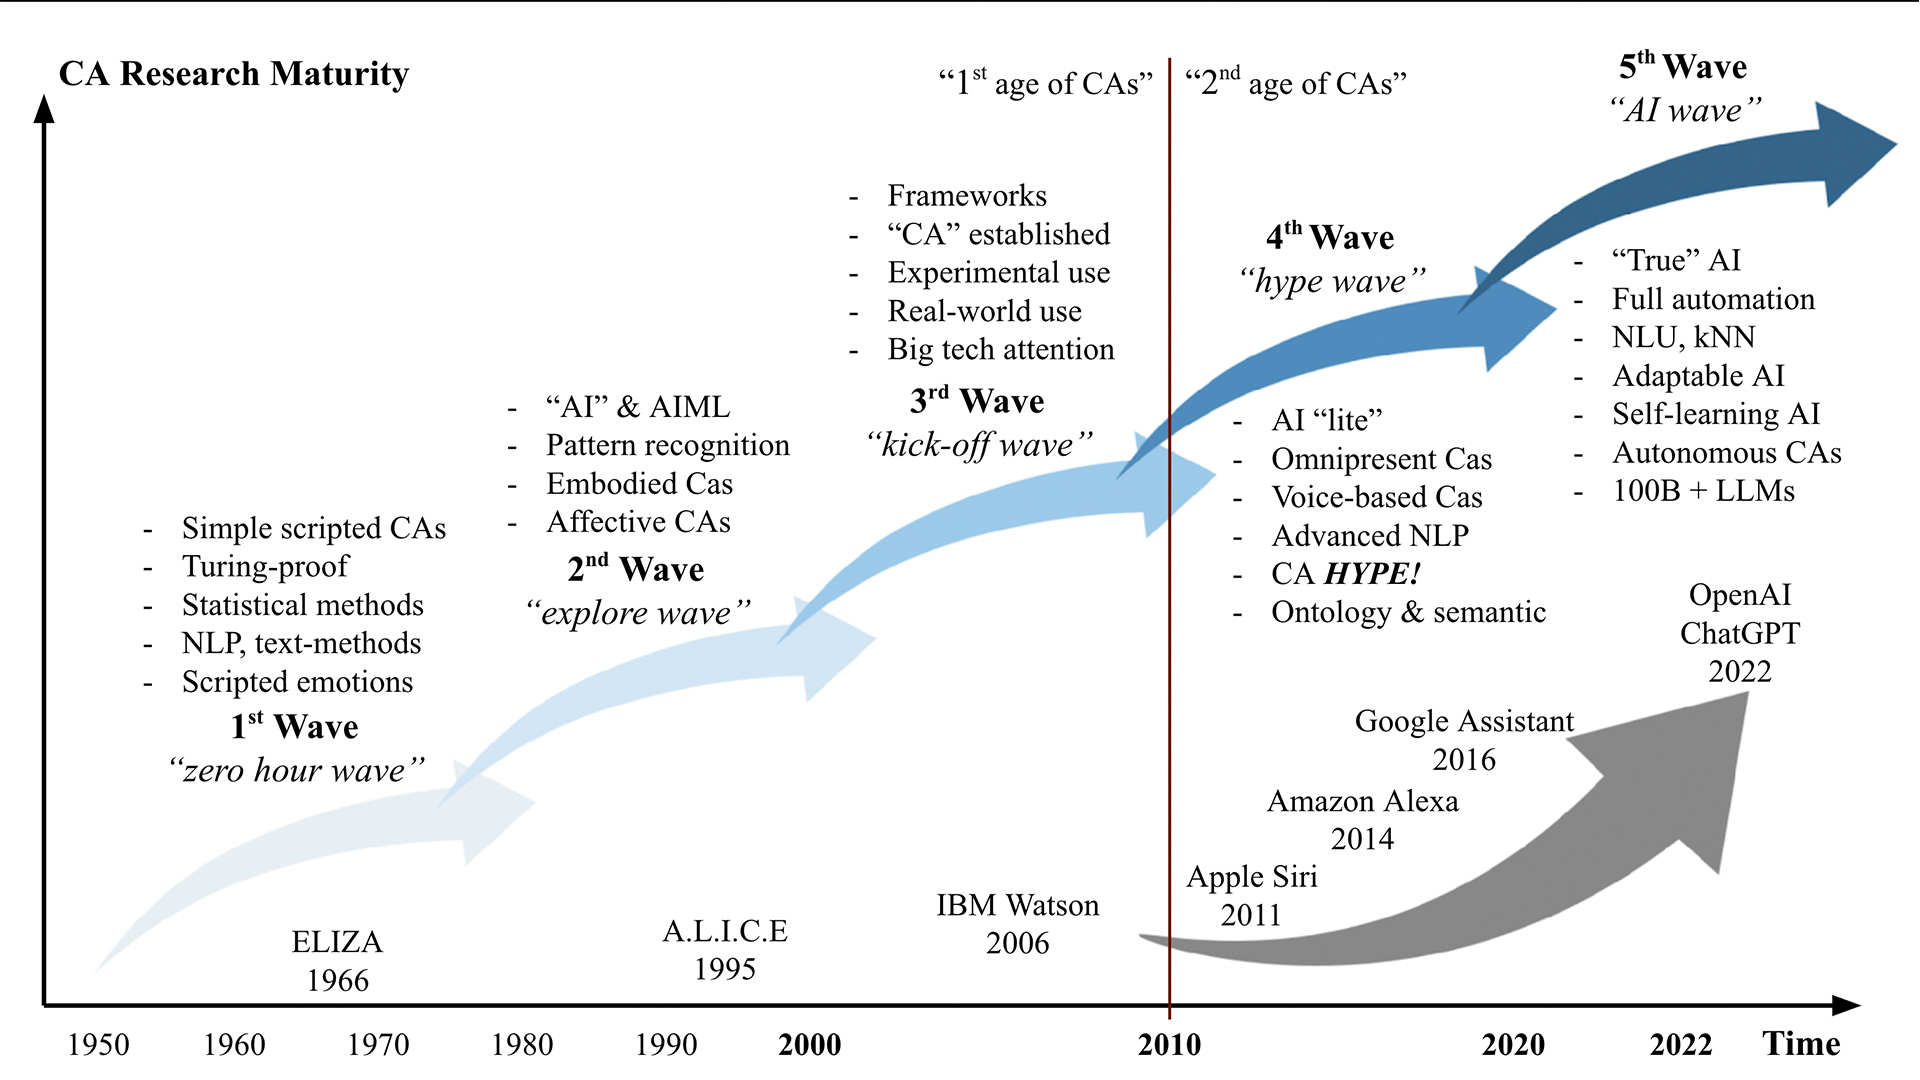 CA Research Maturity
“1st age of CAs”
“2nd age of CAs”
5th Wave
“AI wave”
- Frameworks
- “CA” established
- Experimental use
- Real-world use
- Big tech attention
3rd Wave
“kick-off wave”
4th Wave
“hype wave”
- “True” AI
- Full automation
- NLU, kNN
- Adaptable AI
- Self-learning AI
- Autonomous CAs
- 100B + LLMs
- “AI” & AIML
- Pattern recognition
- Embodied Cas
- Affective CAs
2nd Wave
“explore wave”
- AI “lite”
- Omnipresent Cas
- Voice-based Cas
- Advanced NLP
- CA HYPE!
- Ontology & semantic
- Simple scripted CAs
- Turing-proof
- Statistical methods
- NLP, text-methods
- Scripted emotions
1st Wave
“zero hour wave”
OpenAI
ChatGPT
2022
Google Assistant
2016
Amazon Alexa
2014
Apple Siri
2011
IBM Watson
2006
A.L.I.C.E
1995
ELIZA
1966
1950 1960 1970 1980 1990 2000 2010 2020 2022 Time